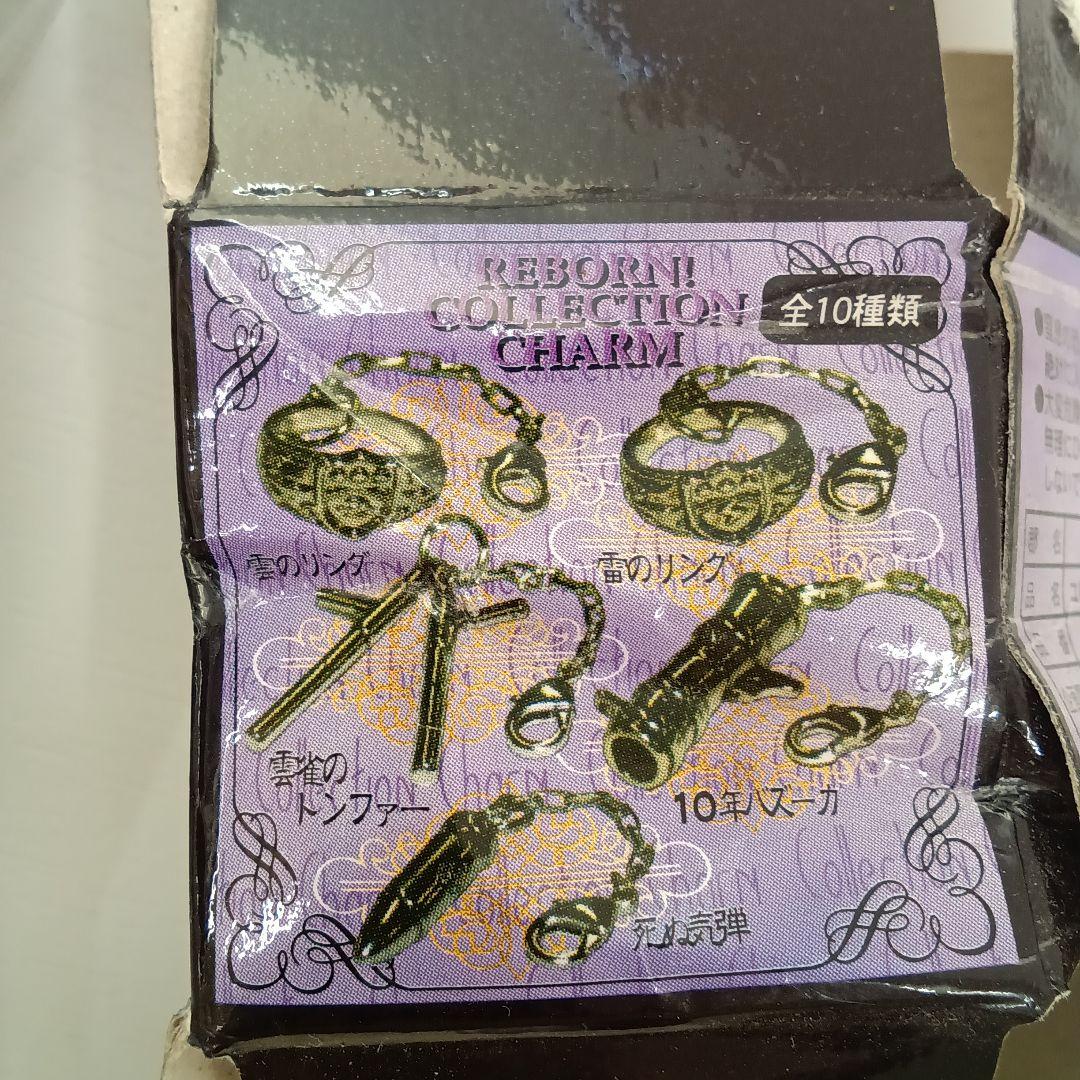 REBORN!
COLLECTION
CHARM
全10種類
雲のリング
雷のリング
雲雀の
トンファー
10年バズーカ
死ぬ気弾